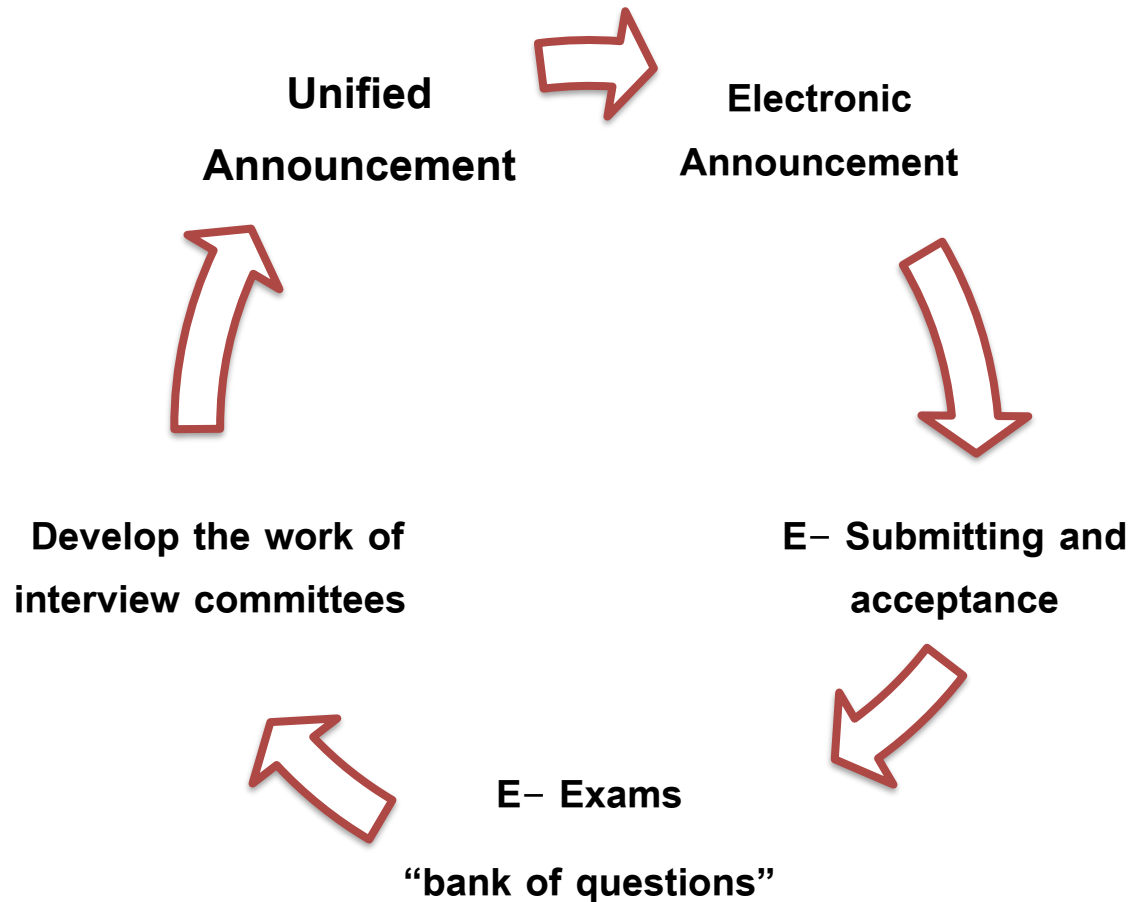 Unified
Announcement
Electronic
Announcement
E– Submitting and
acceptance
E– Exams
“bank of questions”
Develop the work of
interview committees